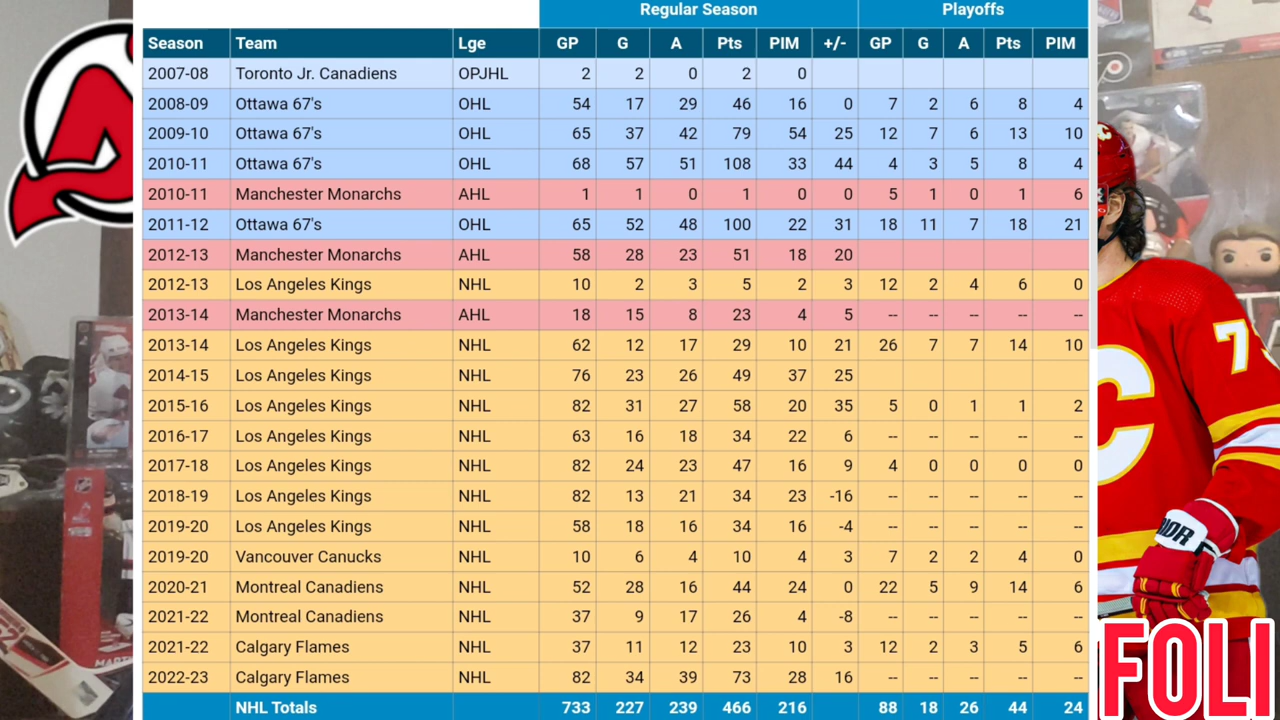 Regular Season Playoffs
Season Team Lge GP G A Pts PIM +/- GP G A Pts PIM
2007-08 Toronto Jr. Canadiens OPJHL 2 2 0 2 0
2008-09 Ottawa 67's OHL 54 17 29 46 16 0 7 2 6 8 4
2009-10 Ottawa 67's OHL 65 37 42 79 54 25 12 7 6 13 10
2010-11 Ottawa 67's OHL 68 57 51 108 33 44 4 3 5 8 4
2010-11 Manchester Monarchs AHL 1 1 0 1 0 0 5 1 0 1 6
2011-12 Ottawa 67's OHL 65 52 48 100 22 31 18 11 7 18 21
2012-13 Manchester Monarchs AHL 58 28 23 51 18 20
2012-13 Los Angeles Kings NHL 10 2 3 5 2 3 12 2 4 6 0
2013-14 Manchester Monarchs AHL 18 15 8 23 4 5 -- -- -- -- --
2013-14 Los Angeles Kings NHL 62 12 17 29 10 21 26 7 7 14 10
2014-15 Los Angeles Kings NHL 76 23 26 49 37 25
2015-16 Los Angeles Kings NHL 82 31 27 58 20 35 5 0 1 1 2
2016-17 Los Angeles Kings NHL 63 16 18 34 22 6 -- -- -- -- --
2017-18 Los Angeles Kings NHL 82 24 23 47 16 9 4 0 0 0 0
2018-19 Los Angeles Kings NHL 82 13 21 34 23 -16 -- -- -- -- --
2019-20 Los Angeles Kings NHL 58 18 16 34 16 -4 -- -- -- -- --
2019-20 Vancouver Canucks NHL 10 6 4 10 4 3 7 2 2 4 0
2020-21 Montreal Canadiens NHL 52 28 16 44 24 0 22 5 9 14 6
2021-22 Montreal Canadiens NHL 37 9 17 26 4 -8 -- -- -- -- --
2021-22 Calgary Flames NHL 37 11 12 23 10 3 12 2 3 5 6
2022-23 Calgary Flames NHL 82 34 39 73 28 16 -- -- -- -- --
NHL Totals 733 227 239 466 216 88 18 26 44 24
FOLI